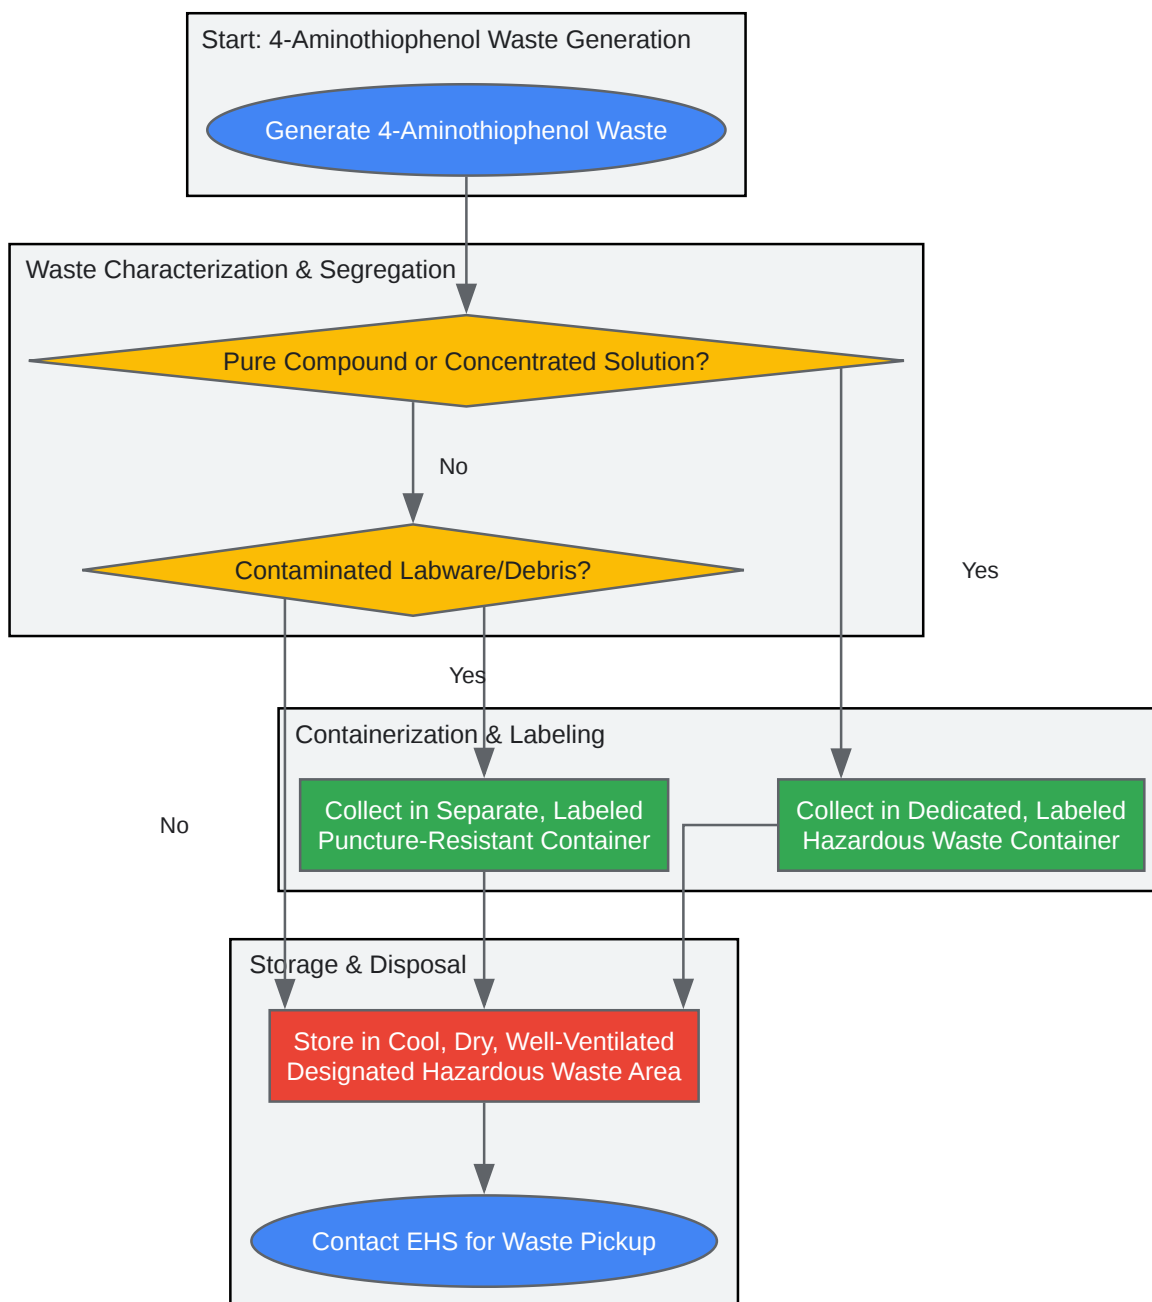 Start: 4-Aminothiophenol Waste Generation
Generate 4-Aminothiophenol Waste
Waste Characterization & Segregation
Pure Compound or Concentrated Solution?
No
Contaminated Labware/Debris?
Yes
Yes
Containerization & Labeling
Collect in Separate, Labeled
Puncture-Resistant Container
Collect in Dedicated, Labeled
Hazardous Waste Container
No
Storage & Disposal
Store in Cool, Dry, Well-Ventilated
Designated Hazardous Waste Area
Contact EHS for Waste Pickup